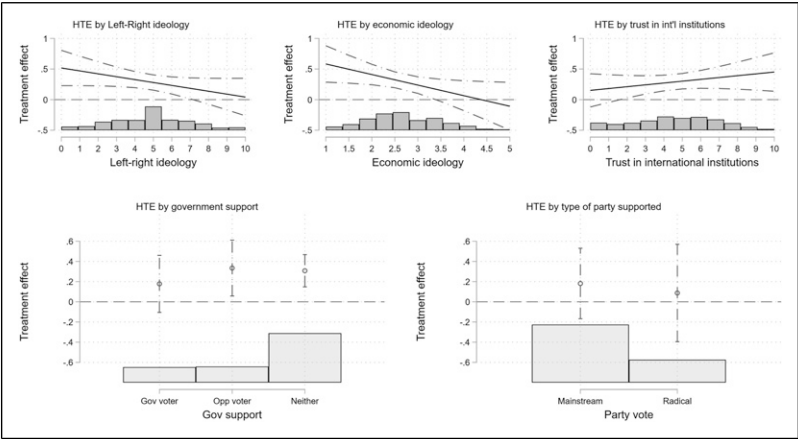 HTE by Left-Right ideology
Treatment effect
1
.5
0
-.5
0 1 2 3 4 5 6 7 8 9 10
Left-right ideology
HTE by economic ideology
Treatment effect
1
.5
0
-.5
1 1.5 2 2.5 3 3.5 4 4.5 5
Economic ideology
HTE by trust in int'l institutions
Treatment effect
1
.5
0
-.5
0 1 2 3 4 5 6 7 8 9 10
Trust in international institutions
HTE by government support
Treatment effect
.6
.4
.2
0
-.2
-.4
-.6
Gov voter Opp voter Neither
Gov support
HTE by type of party supported
Treatment effect
.6
.4
.2
0
-.2
-.4
-.6
Mainstream Radical
Party vote